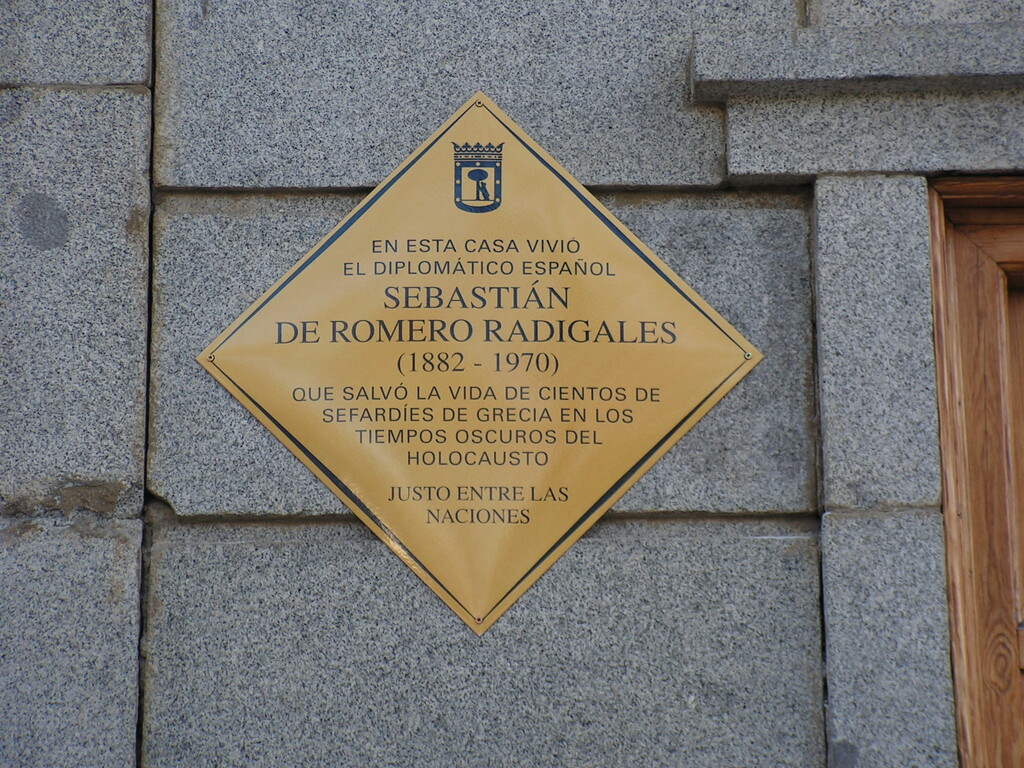 EN ESTA CASA VIVIÓ
EL DIPLOMÁTICO ESPAÑOL
SEBASTIÁN
DE ROMERO RADIGALES
(1882 - 1970)
QUE SALVÓ LA VIDA DE CIENTOS DE
SEFARDÍES DE GRECIA EN LOS
TIEMPOS OSCUROS DEL
HOLOCAUSTO
JUSTO ENTRE LAS
NACIONES